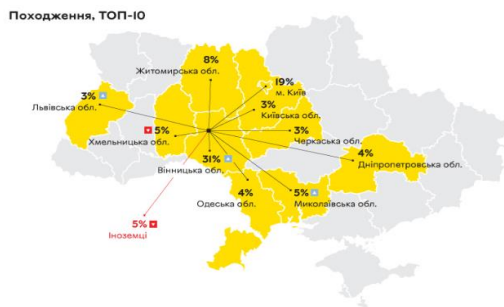 Походження, ТОП-10
8%
Житомирська обл.
19%
м. Київ
3%
Львівська обл.
3%
Київська обл.
5%
Хмельницька обл.
3%
Черкаська обл.
31%
Вінницька обл.
4%
Дніпропетровська обл.
4%
Одеська обл.
5%
Миколаївська обл.
5%
Іноземці